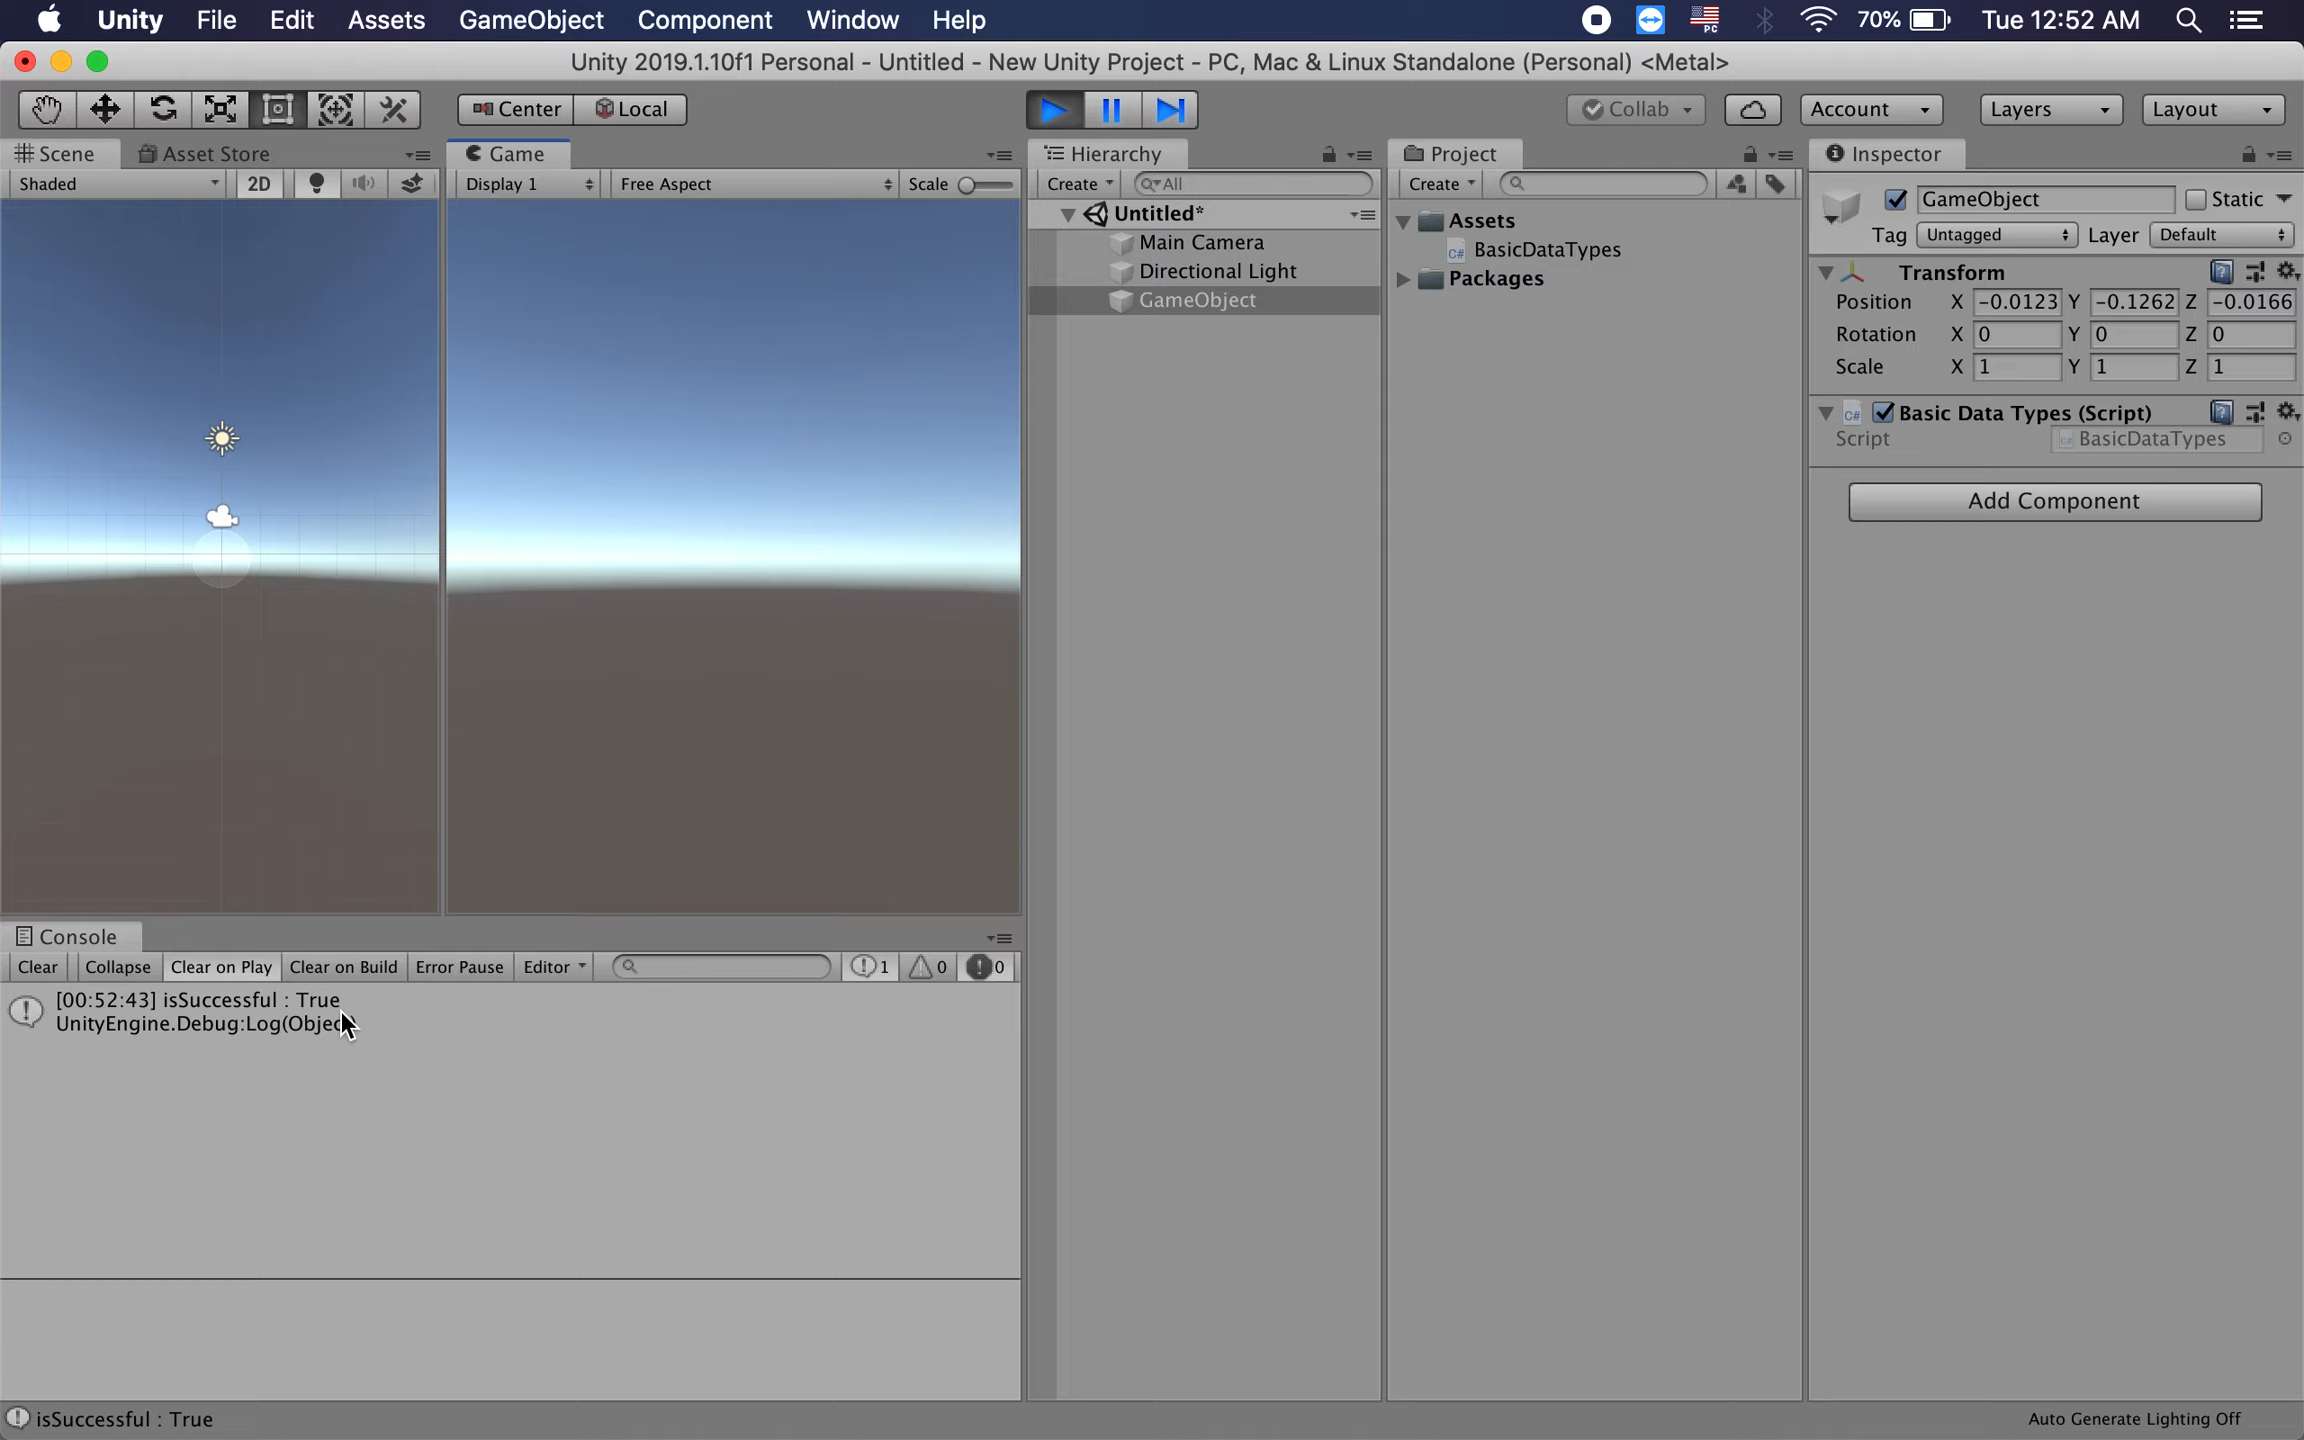 Unity File Edit Assets GameObject Component Window Help 70% Tue 12:52 AM
Unity 2019.1.10f1 Personal - Untitled - New Unity Project - PC, Mac & Linux Standalone (Personal) <Metal>
Center Local Collab Account Layers Layout
Scene Asset Store
Shaded 2D
Game
Display 1 Free Aspect Scale
Hierarchy
Create All
Untitled*
Main Camera
Directional Light
GameObject
Project
Create
Assets
C# BasicDataTypes
Packages
Inspector
GameObject Static
Tag Untagged Layer Default
Transform
Position X -0.0123 Y -0.1262 Z -0.0166
Rotation X 0 Y 0 Z 0
Scale X 1 Y 1 Z 1
C# Basic Data Types (Script)
Script BasicDataTypes
Add Component
Console
Clear Collapse Clear on Play Clear on Build Error Pause Editor 1 0 0
[00:52:43] isSuccessful : True
UnityEngine.Debug:Log(Object)
isSuccessful : True
Auto Generate Lighting Off